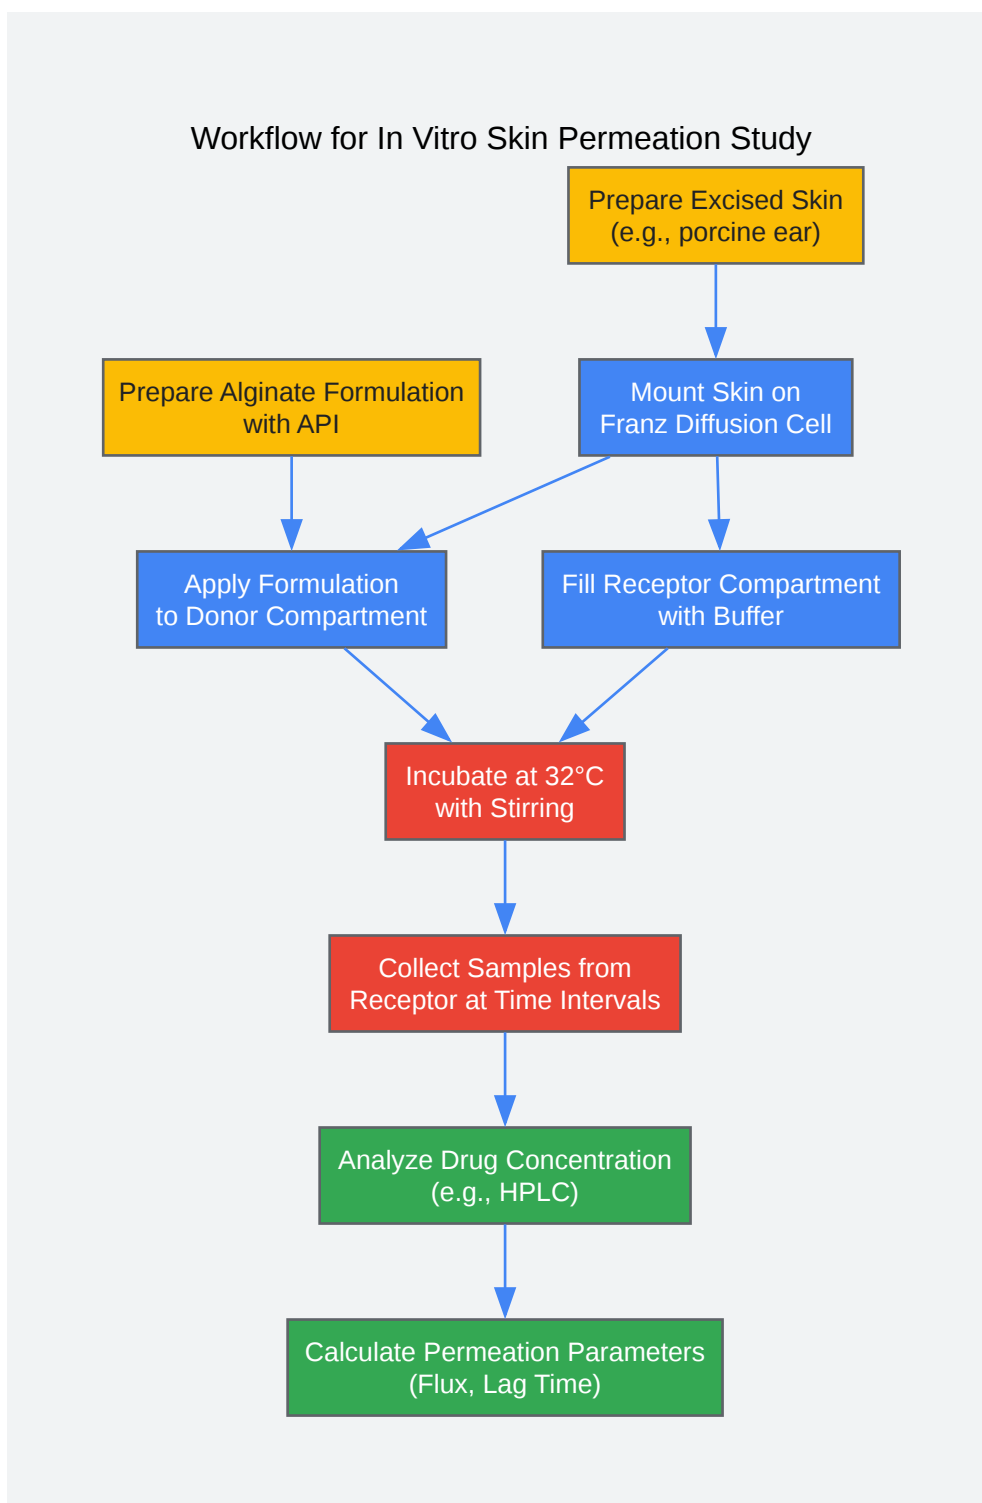 Workflow for In Vitro Skin Permeation Study
Prepare Excised Skin
(e.g., porcine ear)
Prepare Alginate Formulation
with API
Mount Skin on
Franz Diffusion Cell
Apply Formulation
to Donor Compartment
Fill Receptor Compartment
with Buffer
Incubate at 32°C
with Stirring
Collect Samples from
Receptor at Time Intervals
Analyze Drug Concentration
(e.g., HPLC)
Calculate Permeation Parameters
(Flux, Lag Time)